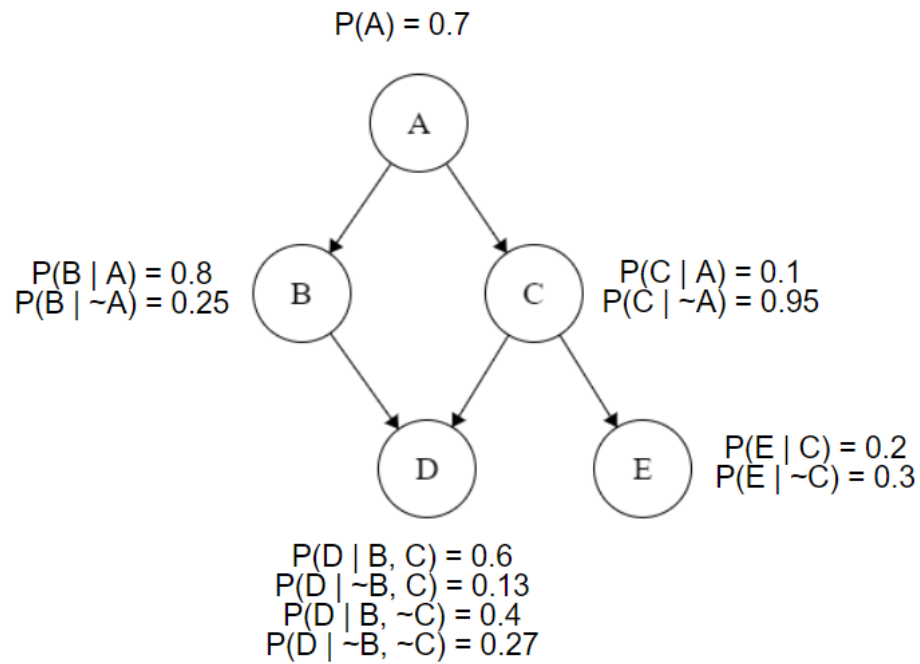 P(A) = 0.7
A
P(B | A) = 0.8
P(B | ~A) = 0.25
B
C
P(C | A) = 0.1
P(C | ~A) = 0.95
D
E
P(E | C) = 0.2
P(E | ~C) = 0.3
P(D | B, C) = 0.6
P(D | ~B, C) = 0.13
P(D | B, ~C) = 0.4
P(D | ~B, ~C) = 0.27